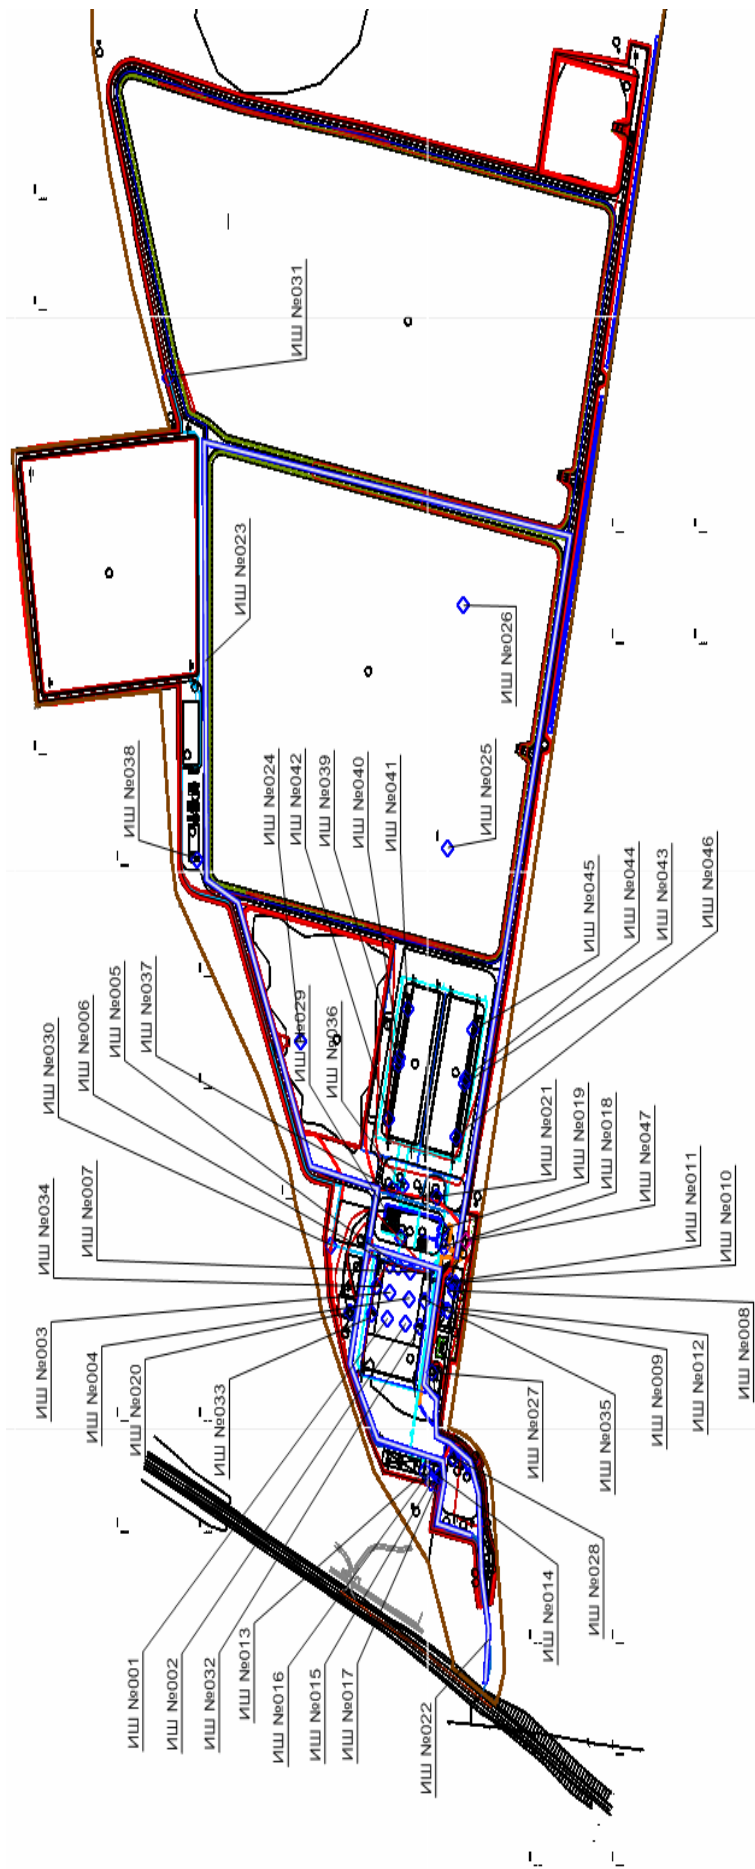 ИШ №031
ИШ №023
ИШ №026
ИШ №038
ИШ №024
ИШ №042
ИШ №039
ИШ №040
ИШ №041
ИШ №025
ИШ №045
ИШ №044
ИШ №043
ИШ №046
ИШ №030
ИШ №006
ИШ №005
ИШ №037
ИШ №029
ИШ №036
ИШ №021
ИШ №019
ИШ №018
ИШ №047
ИШ №011
ИШ №010
ИШ №034
ИШ №007
ИШ №003
ИШ №004
ИШ №020
ИШ №033
ИШ №008
ИШ №012
ИШ №009
ИШ №035
ИШ №027
ИШ №028
ИШ №014
ИШ №001
ИШ №002
ИШ №032
ИШ №013
ИШ №016
ИШ №015
ИШ №017
ИШ №022